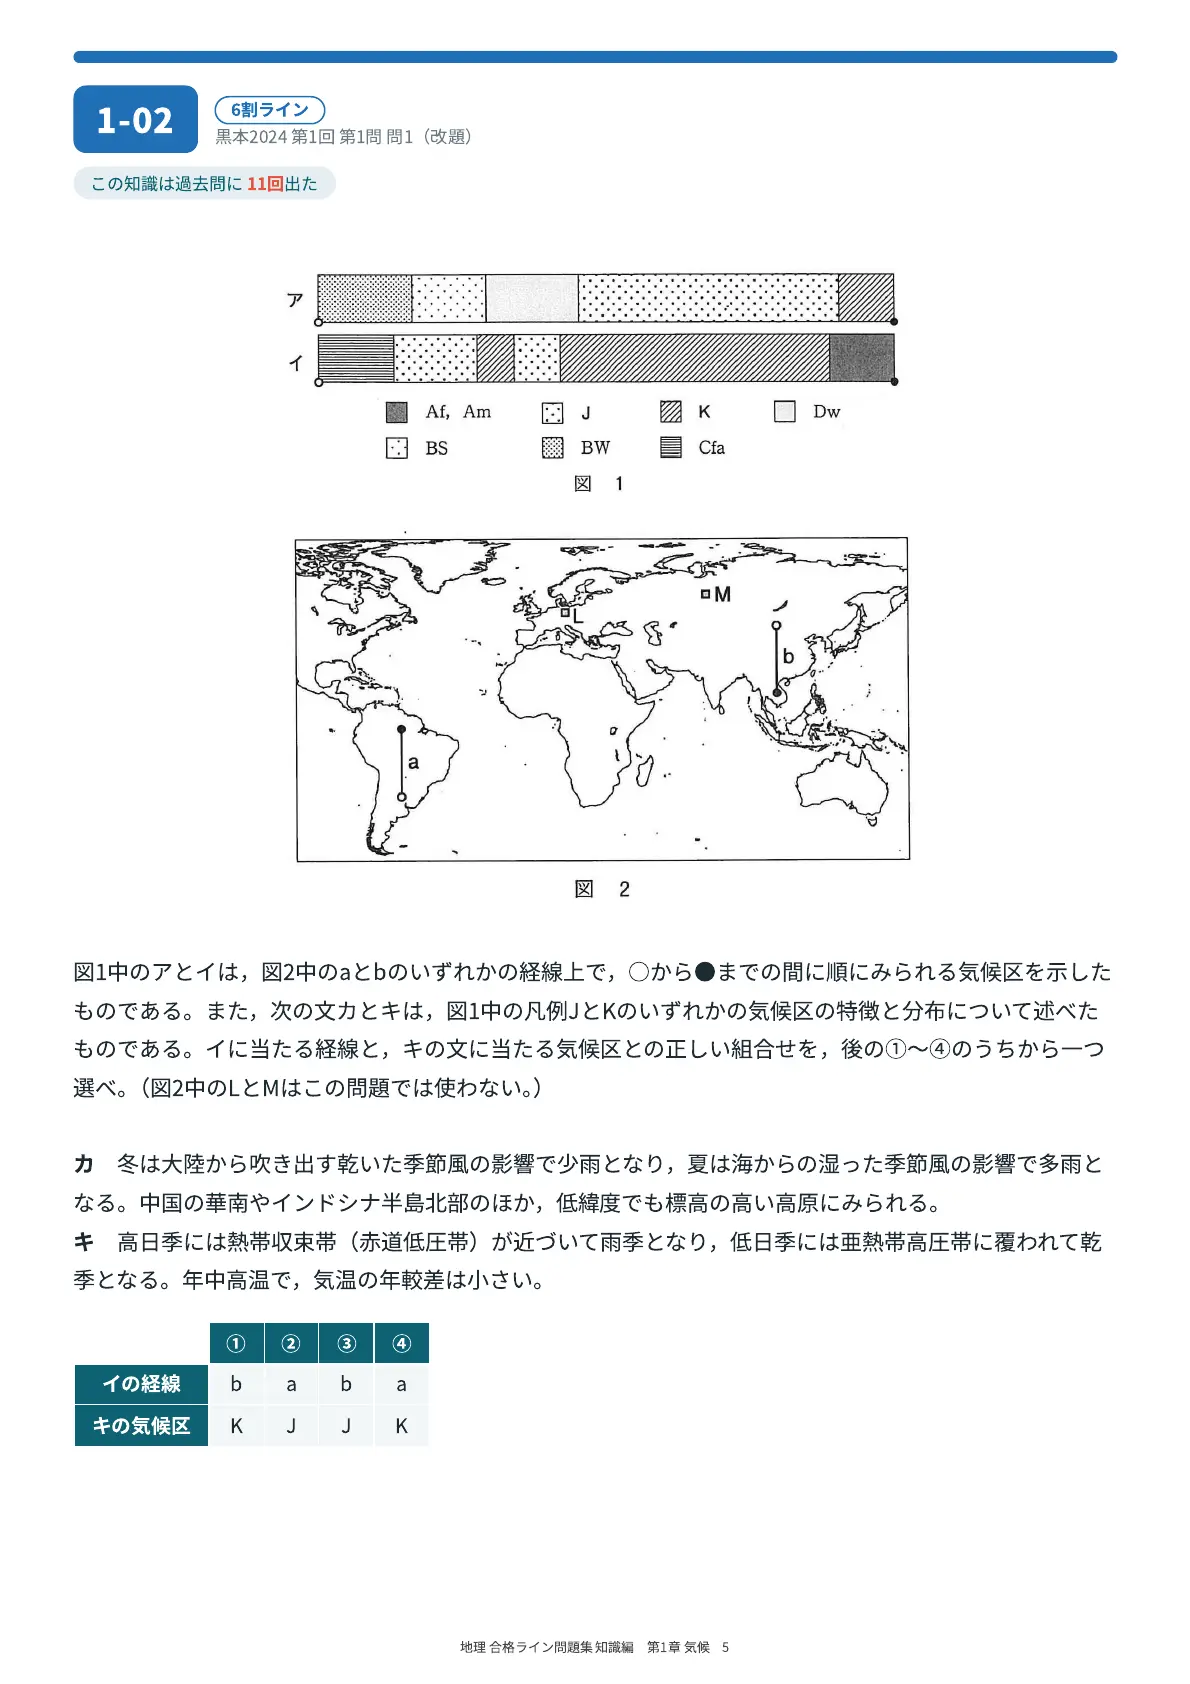 1-02
6割ライン
黒本2024 第1回 第1問 問1（改題）
この知識は過去問に 11回出た
ア
イ
Af, Am J K Dw
BS BW Cfa
図 1
M
L
b
a
図 2
図1中のアとイは，図2中のaとbのいずれかの経線上で，○から●までの間に順にみられる気候区を示した
ものである。また，次の文カとキは，図1中の凡例JとKのいずれかの気候区の特徴と分布について述べた
ものである。イに当たる経線と，キの文に当たる気候区との正しい組合せを，後の①〜④のうちから一つ
選べ。（図2中のLとMはこの問題では使わない。）
カ 冬は大陸から吹き出す乾いた季節風の影響で少雨となり，夏は海からの湿った季節風の影響で多雨と
なる。中国の華南やインドシナ半島北部のほか，低緯度でも標高の高い高原にみられる。
キ 高日季には熱帯収束帯（赤道低圧帯）が近づいて雨季となり，低日季には亜熱帯高圧帯に覆われて乾
季となる。年中高温で，気温の年較差は小さい。
① ② ③ ④
イの経線 b a b a
キの気候区 K J J K
地理 合格ライン問題集 知識編 第1章 気候 5